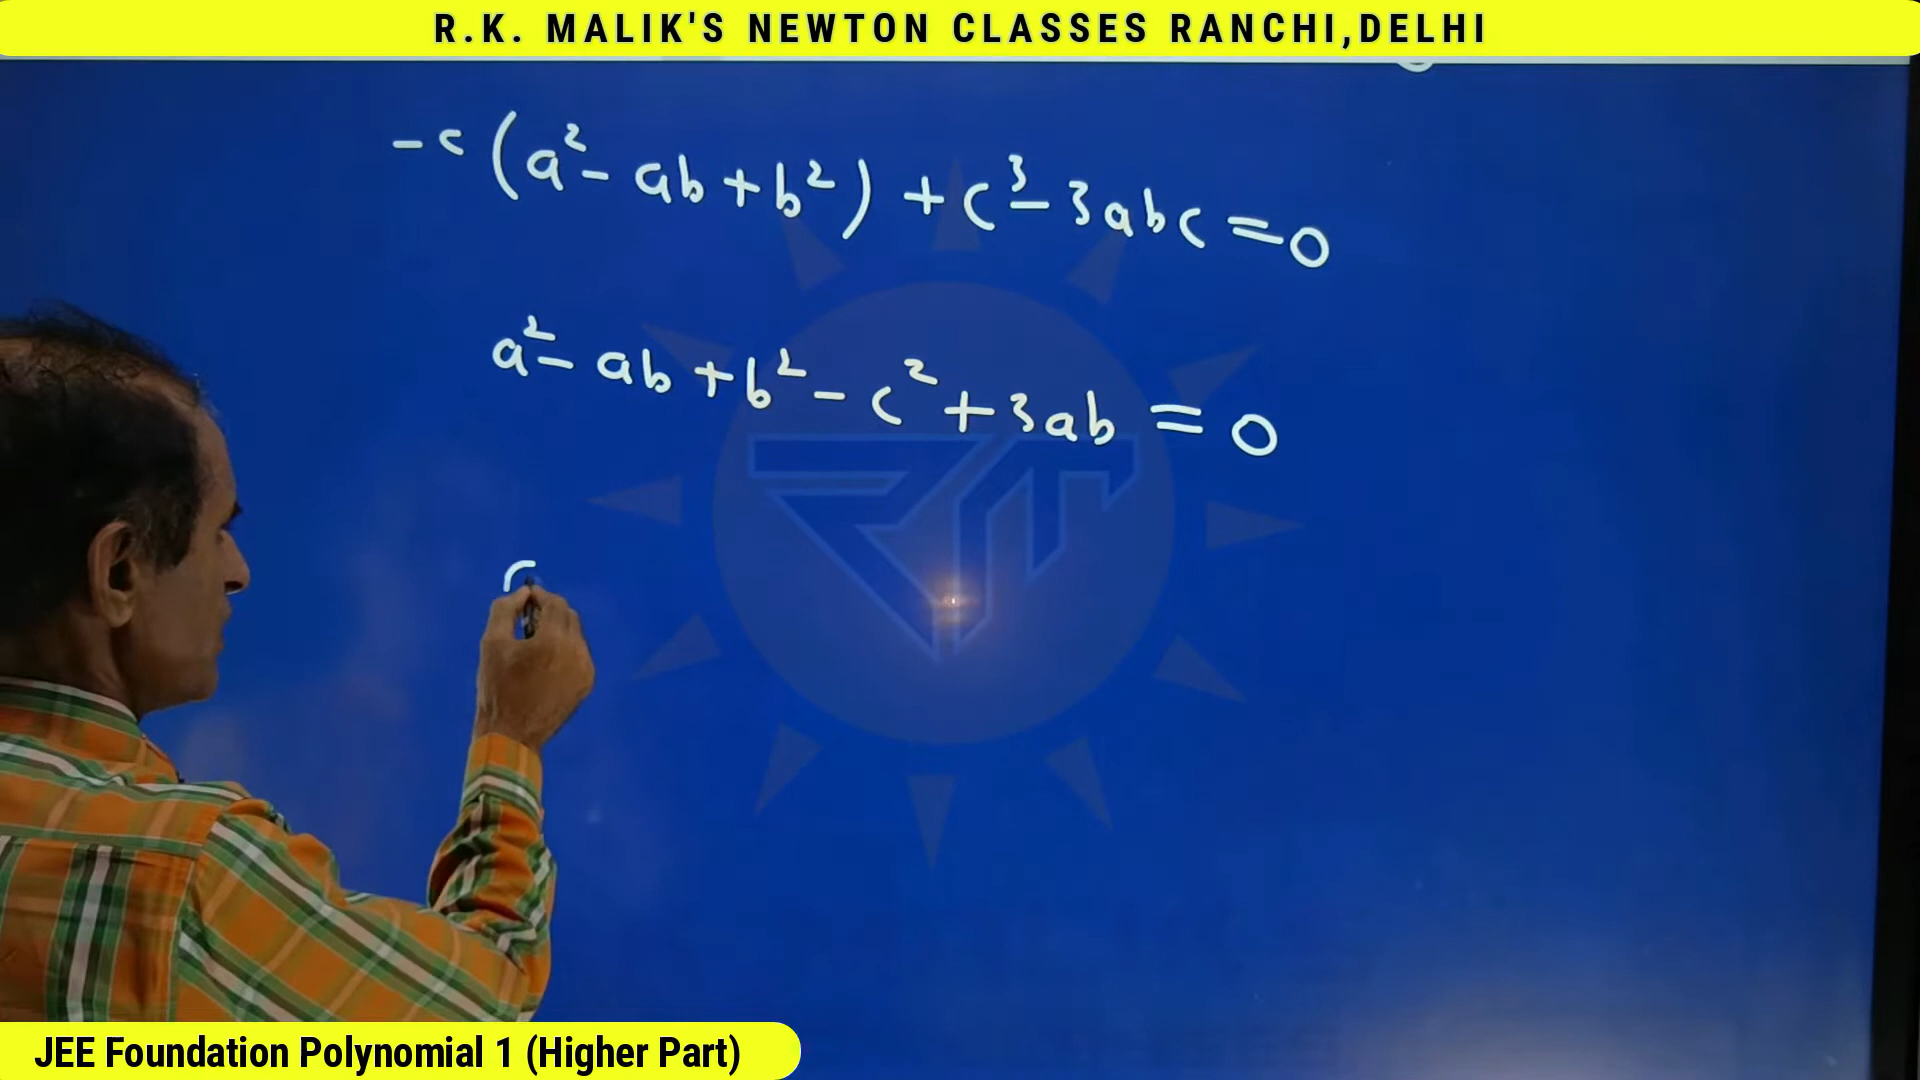 R.K. MALIK'S NEWTON CLASSES RANCHI,DELHI
-c (a² - ab + b²) + c³ - 3abc = 0
a² - ab + b² - c² + 3ab = 0
JEE Foundation Polynomial 1 (Higher Part)